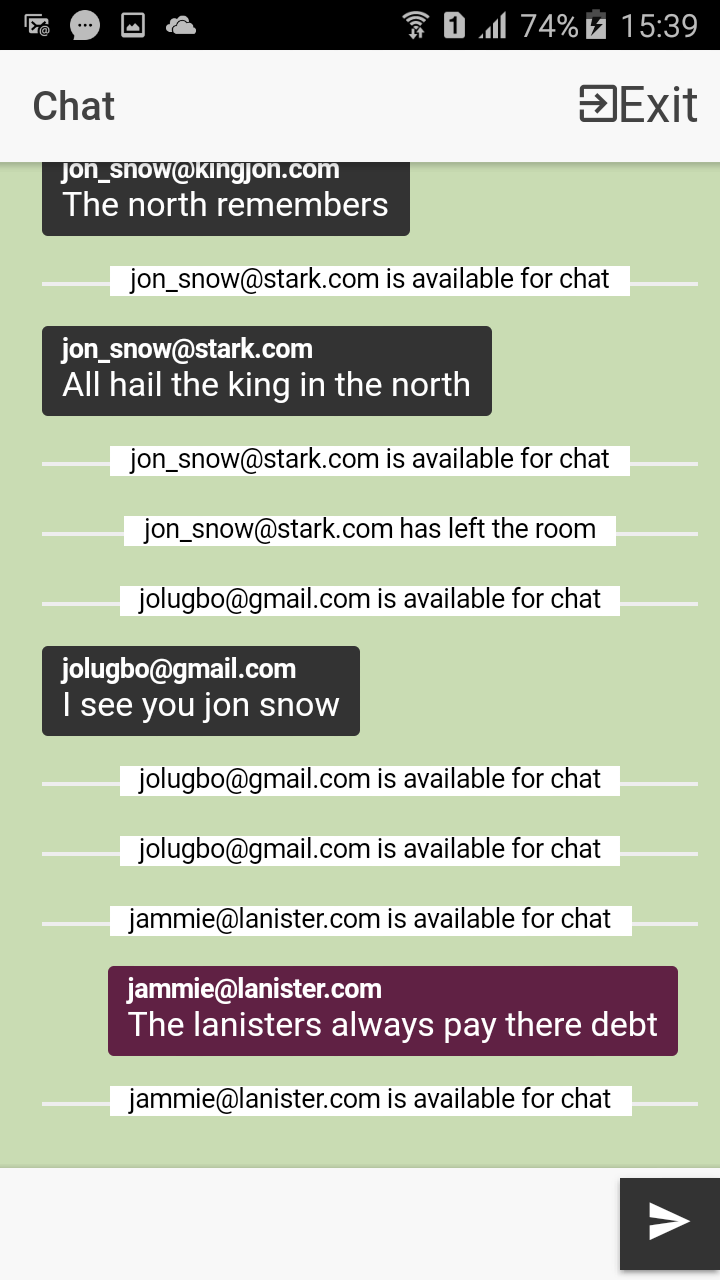 1 74% 15:39
Chat Exit
jon_snow@kingjon.com
The north remembers
jon_snow@stark.com is available for chat
jon_snow@stark.com
All hail the king in the north
jon_snow@stark.com is available for chat
jon_snow@stark.com has left the room
jolugbo@gmail.com is available for chat
jolugbo@gmail.com
I see you jon snow
jolugbo@gmail.com is available for chat
jolugbo@gmail.com is available for chat
jammie@lanister.com is available for chat
jammie@lanister.com
The lanisters always pay there debt
jammie@lanister.com is available for chat